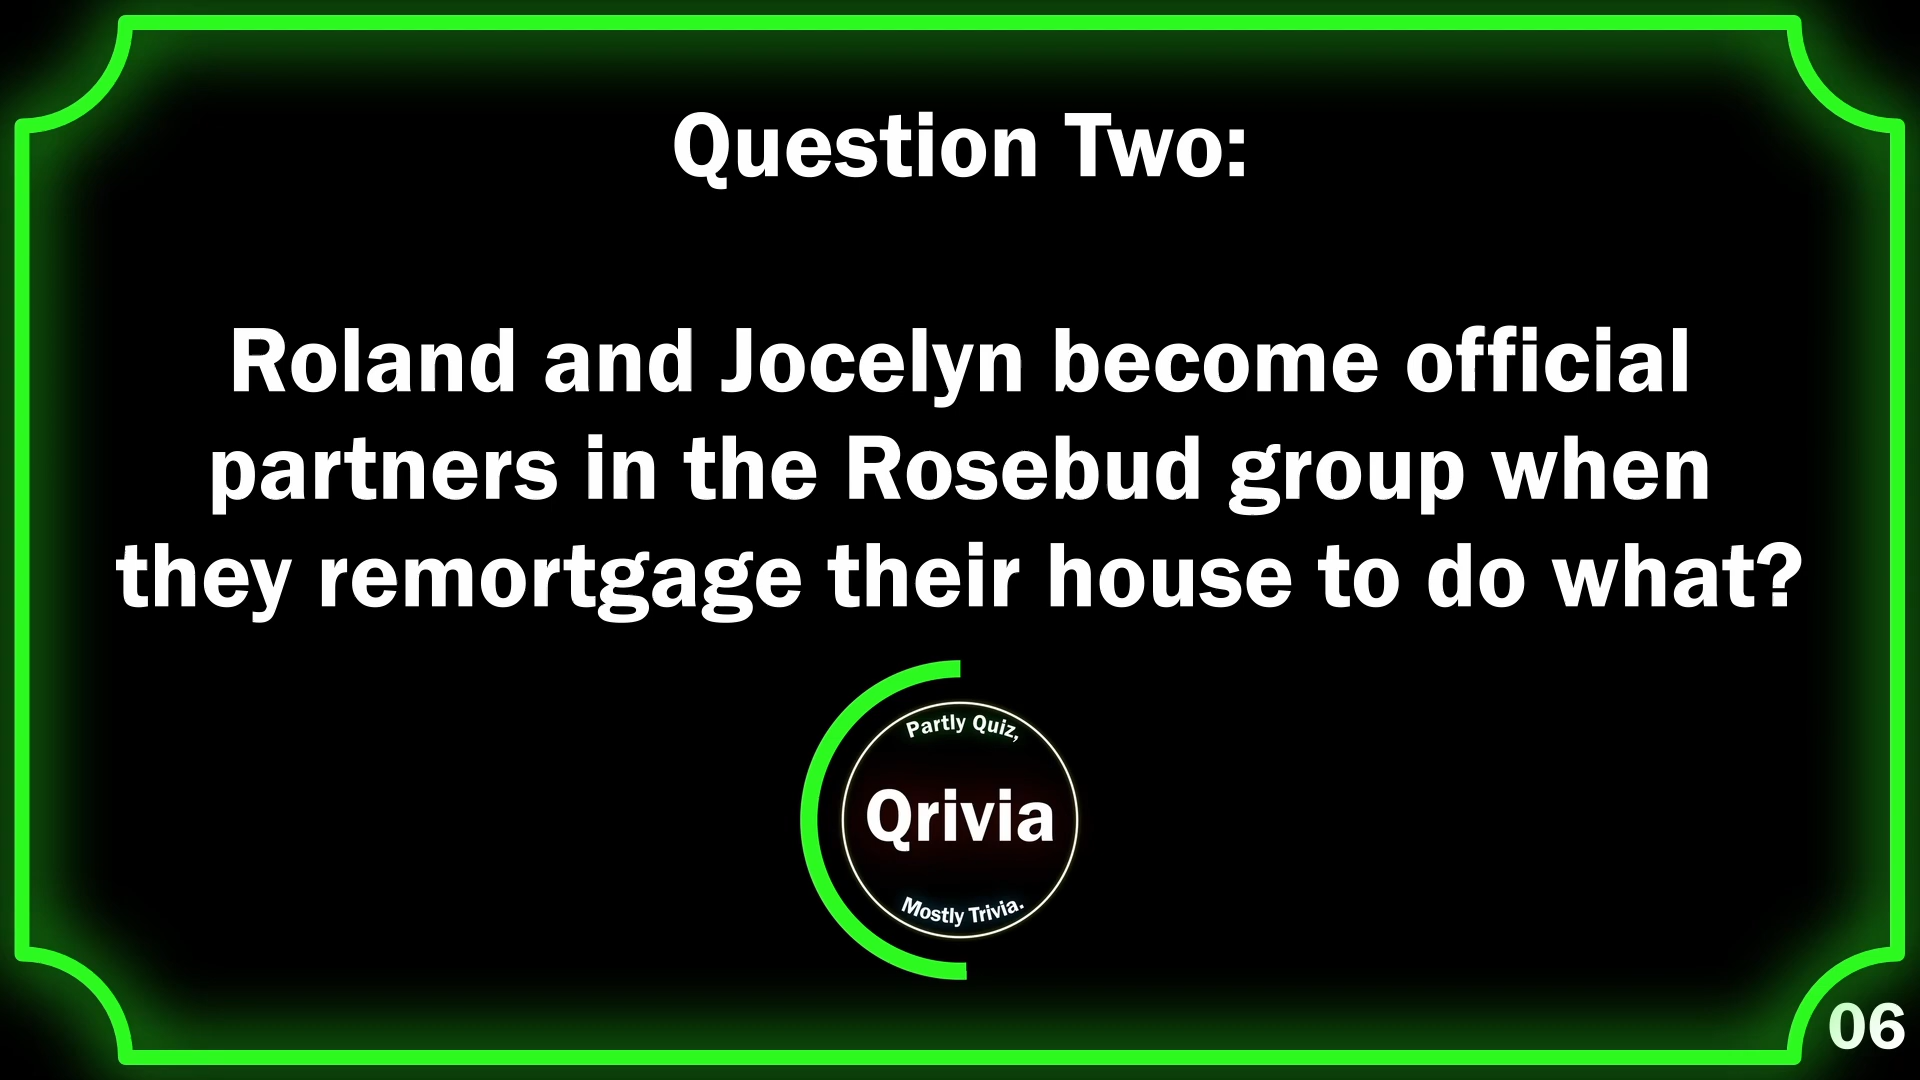 Question Two:
Roland and Jocelyn become official
partners in the Rosebud group when
they remortgage their house to do what?
Partly Quiz,
Qrivia
Mostly Trivia.
06